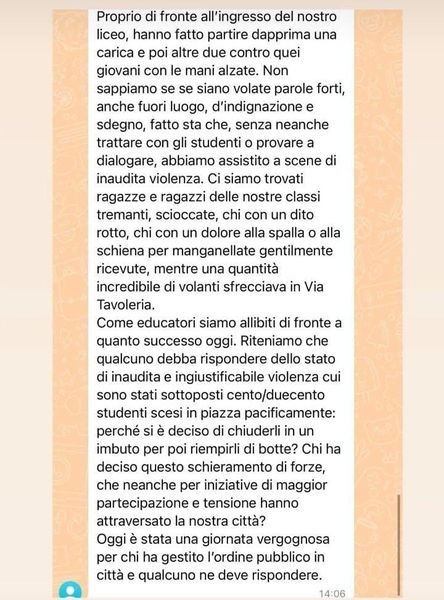 Proprio di fronte all'ingresso del nostro
liceo, hanno fatto partire dapprima una
carica e poi altre due contro quei
giovani con le mani alzate. Non
sappiamo se se siano volate parole forti,
anche fuori luogo, d'indignazione e
sdegno, fatto sta che, senza neanche
trattare con gli studenti o provare a
dialogare, abbiamo assistito a scene di
inaudita violenza. Ci siamo trovati
ragazze e ragazzi delle nostre classi
tremanti, scioccate, chi con un dito
rotto, chi con un dolore alla spalla o alla
schiena per manganellate gentilmente
ricevute, mentre una quantità
incredibile di volanti sfrecciava in Via
Tavoleria.
Come educatori siamo allibiti di fronte a
quanto successo oggi. Riteniamo che
qualcuno debba rispondere dello stato
di inaudita e ingiustificabile violenza cui
sono stati sottoposti cento/duecento
studenti scesi in piazza pacificamente:
perché si è deciso di chiuderli in un
imbuto per poi riempirli di botte? Chi ha
deciso questo schieramento di forze,
che neanche per iniziative di maggior
partecipazione e tensione hanno
attraversato la nostra città?
Oggi è stata una giornata vergognosa
per chi ha gestito l'ordine pubblico in
città e qualcuno ne deve rispondere.
14:06